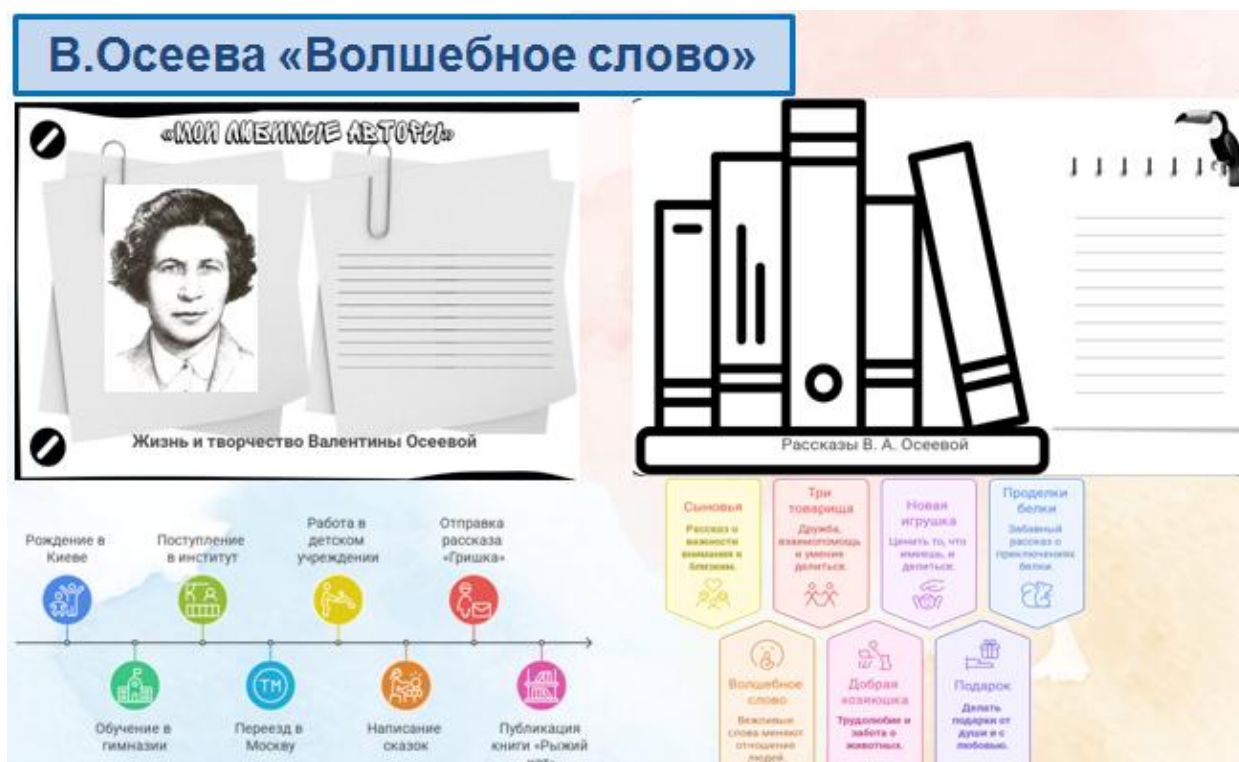 В.Осеева «Волшебное слово»
«МОИ ЛЮБИМЫЕ АВТОРЫ»
Жизнь и творчество Валентины Осеевой
Рассказы В. А. Осеевой
Рождение в
Киеве
Поступление
в институт
Работа в
детском
учреждении
Отправка
рассказа
«Гришка»
ТМ
Обучение в
гимназии
Переезд в
Москву
Написание
сказок
Публикация
книги «Рыжий
кот»
Сыновья
Рассказ о
важности
внимания к
близким.
Три
товарища
Дружба,
взаимопомощь
и умение
делиться.
Новая
игрушка
Ценить то, что
имеешь, и
делиться.
Проделки
белки
Забавный
рассказ о
приключениях
белки.
Волшебное
слово
Вежливые
слова меняют
отношение
людей.
Добрая
хозяюшка
Трудолюбие и
забота о
животных.
Подарок
Делать
подарки от
души и с
любовью.